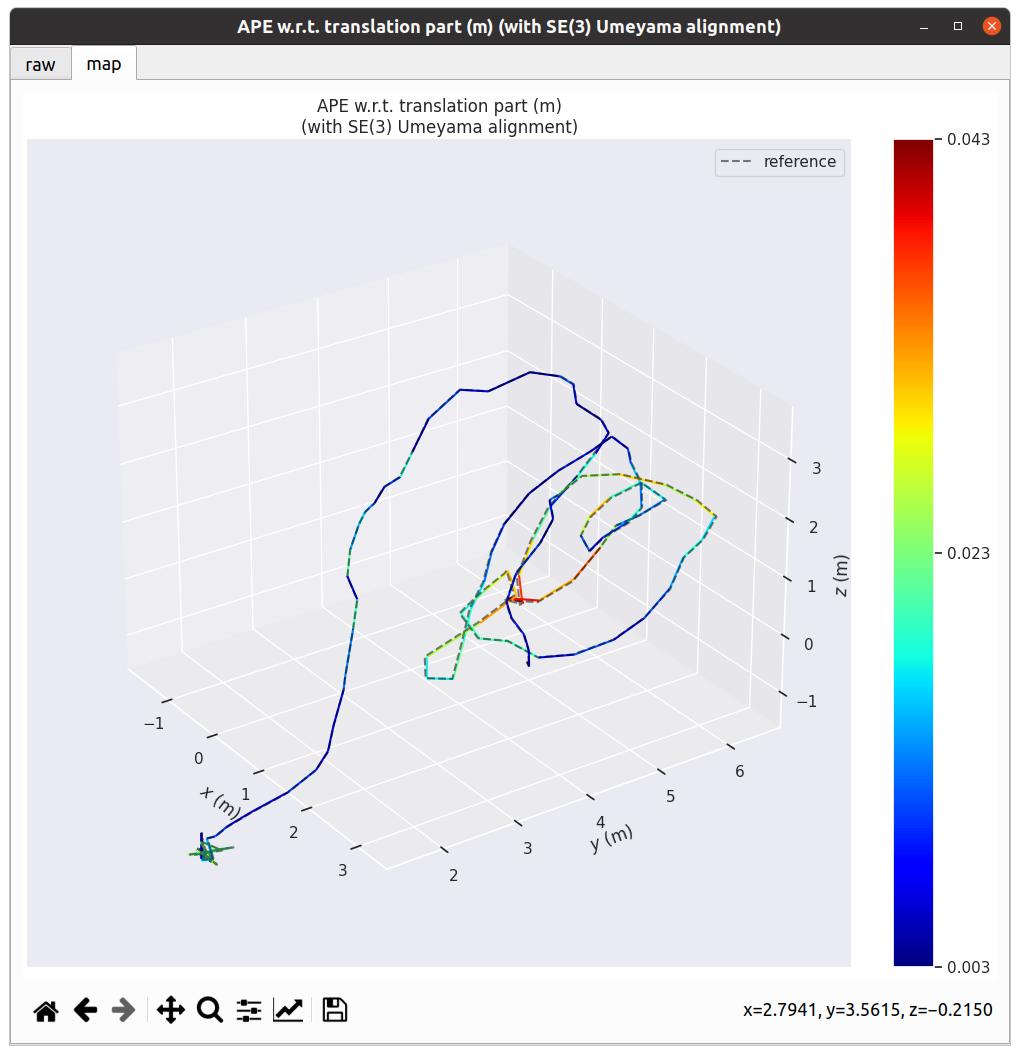 APE w.r.t. translation part (m) (with SE(3) Umeyama alignment)
raw
map
APE w.r.t. translation part (m)
(with SE(3) Umeyama alignment)
reference
0.043
0.023
0.003
3
2
1
0
−1
z (m)
−1
0
1
2
3
x (m)
2
3
4
5
6
y (m)
x=2.7941, y=3.5615, z=−0.2150